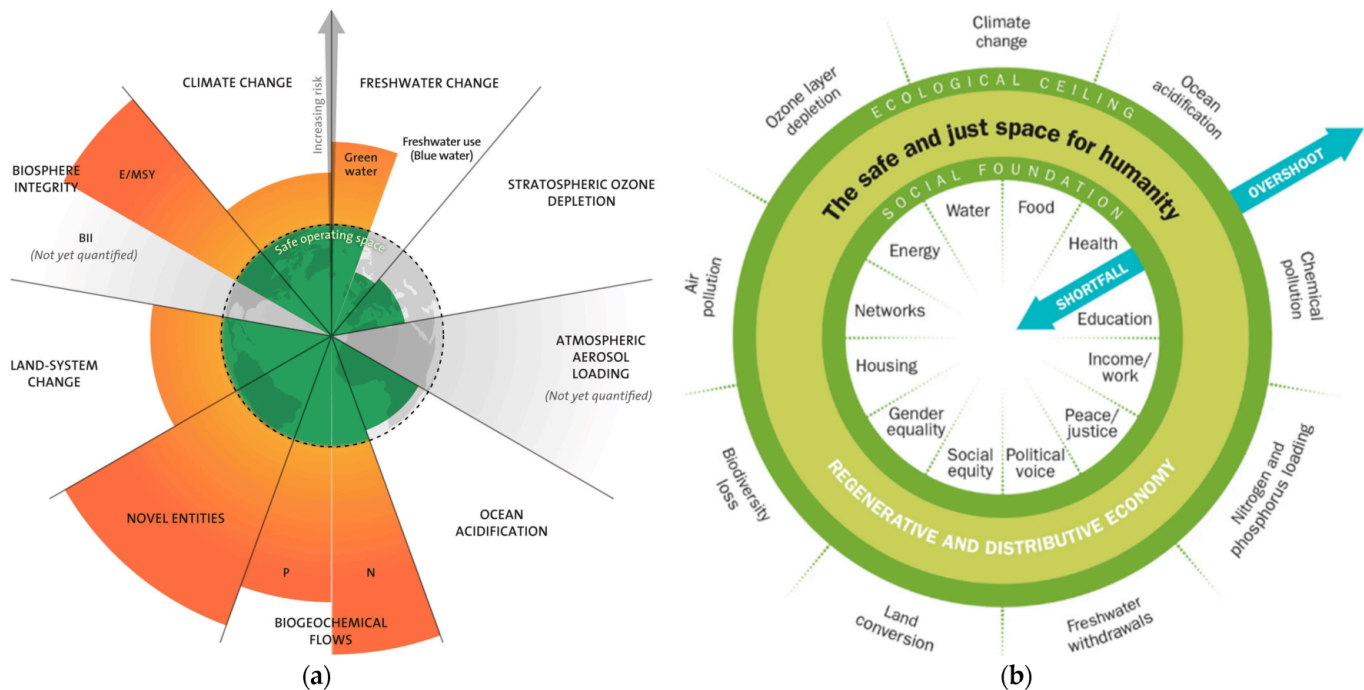 CLIMATE CHANGE
FRESHWATER CHANGE
Increasing risk
Green
water
Freshwater use
(Blue water)
BIOSPHERE
INTEGRITY
E/MSY
STRATOSPHERIC OZONE
DEPLETION
BII
(Not yet quantified)
Safe operating space
LAND-SYSTEM
CHANGE
ATMOSPHERIC
AEROSOL
LOADING
(Not yet quantified)
NOVEL ENTITIES
OCEAN
ACIDIFICATION
P
N
BIOGEOCHEMICAL
FLOWS
(a)
Climate
change
Ozone layer
depletion
Ocean
acidification
ECOLOGICAL CEILING
The safe and just space for humanity
SOCIAL FOUNDATION
OVERSHOOT
Water
Food
Energy
Health
SHORTFALL
Air
pollution
Chemical
pollution
Networks
Education
Housing
Income/
work
Gender
equality
Peace/
justice
Social
equity
Political
voice
REGENERATIVE AND DISTRIBUTIVE ECONOMY
Biodiversity
loss
Nitrogen and
phosphorus loading
Land
conversion
Freshwater
withdrawals
(b)